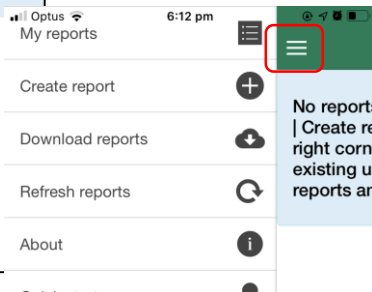 Optus 6:12 pm
My reports
Create report
Download reports
Refresh reports
About
No reports
| Create re
right corn
existing u
reports an